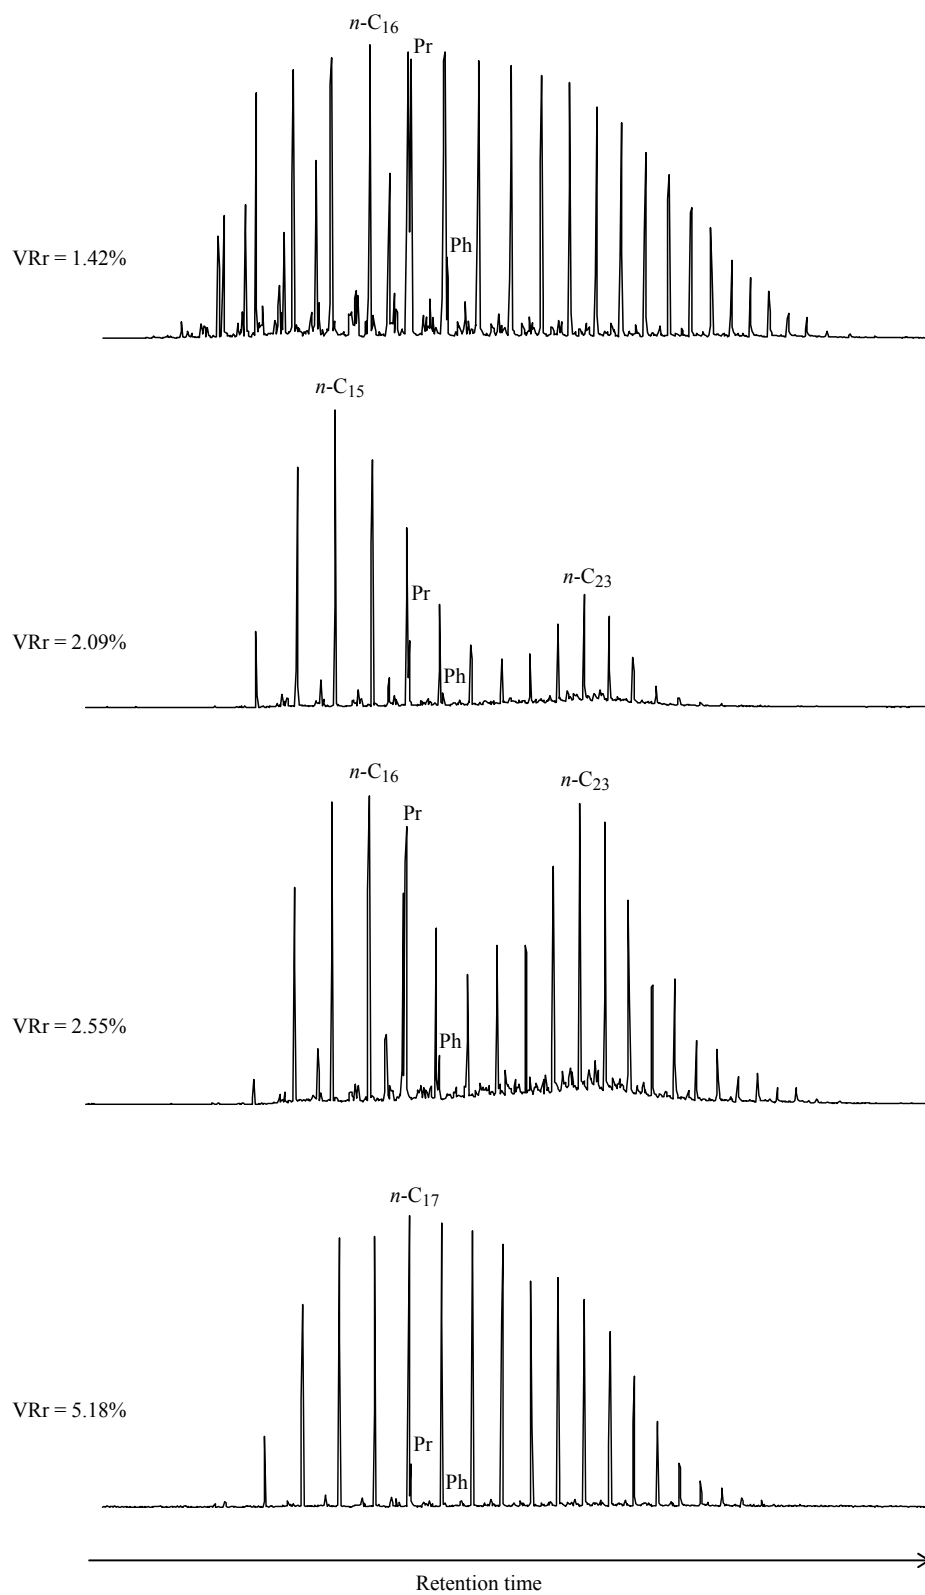 n-C16
Pr
Ph
VRr = 1.42%
n-C15
n-C23
Pr
VRr = 2.09%
Ph
n-C16
n-C23
Pr
VRr = 2.55%
Ph
n-C17
VRr = 5.18%
Pr
Ph
Retention time